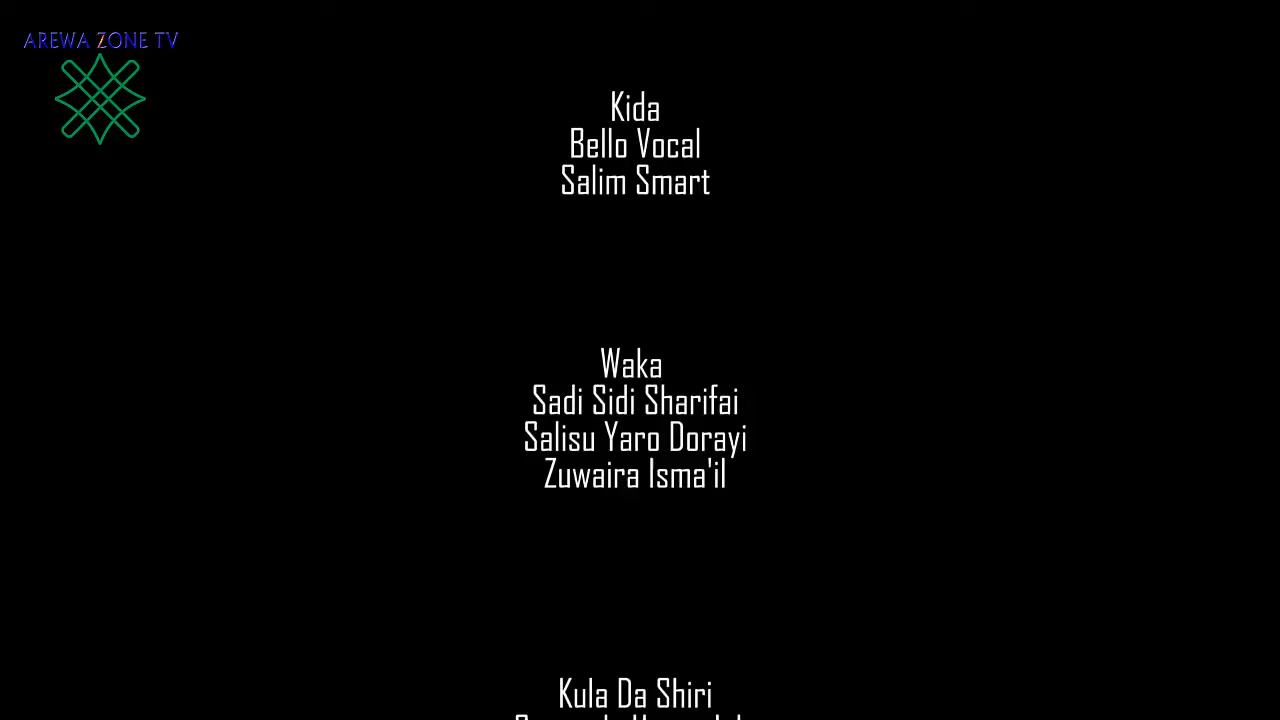 AREWA ZONE TV
Kida
Bello Vocal
Salim Smart
Waka
Sadi Sidi Sharifai
Salisu Yaro Dorayi
Zuwaira Isma'il
Kula Da Shiri